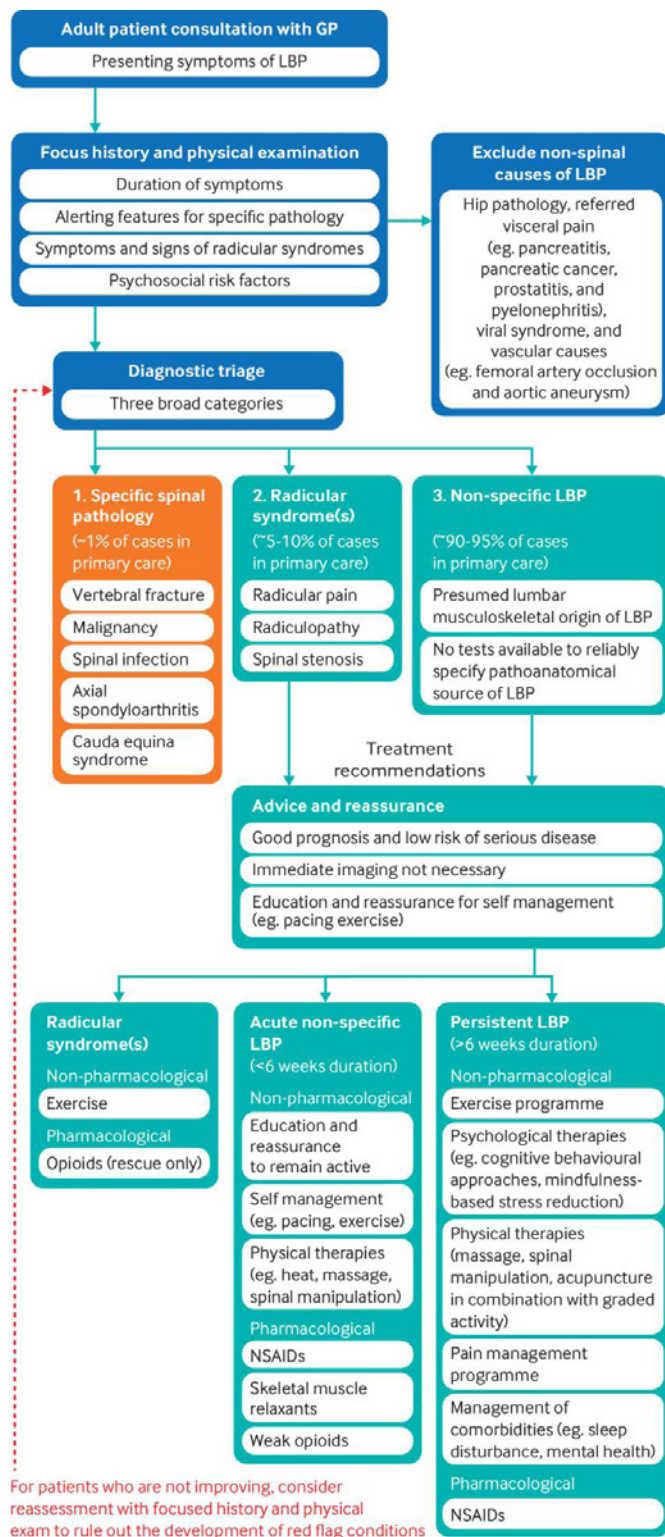 Adult patient consultation with GP
Presenting symptoms of LBP
Focus history and physical examination
Duration of symptoms
Alerting features for specific pathology
Symptoms and signs of radicular syndromes
Psychosocial risk factors
Exclude non-spinal
causes of LBP
Hip pathology, referred
visceral pain
(eg. pancreatitis,
pancreatic cancer,
prostatitis, and
pyelonephritis),
viral syndrome, and
vascular causes
(eg. femoral artery occlusion
and aortic aneurysm)
Diagnostic triage
Three broad categories
1. Specific spinal
pathology
(~1% of cases in
primary care)
Vertebral fracture
Malignancy
Spinal infection
Axial
spondyloarthritis
Cauda equina
syndrome
2. Radicular
syndrome(s)
(~5-10% of cases
in primary care)
Radicular pain
Radiculopathy
Spinal stenosis
3. Non-specific LBP
(~90-95% of cases
in primary care)
Presumed lumbar
musculoskeletal origin of LBP
No tests available to reliably
specify pathoanatomical
source of LBP
Treatment
recommendations
Advice and reassurance
Good prognosis and low risk of serious disease
Immediate imaging not necessary
Education and reassurance for self management
(eg. pacing exercise)
Radicular
syndrome(s)
Non-pharmacological
Exercise
Pharmacological
Opioids (rescue only)
Acute non-specific
LBP
(<6 weeks duration)
Non-pharmacological
Education and
reassurance
to remain active
Self management
(eg. pacing, exercise)
Physical therapies
(eg. heat, massage,
spinal manipulation)
Pharmacological
NSAIDs
Skeletal muscle
relaxants
Weak opioids
Persistent LBP
(>6 weeks duration)
Non-pharmacological
Exercise programme
Psychological therapies
(eg. cognitive behavioural
approaches, mindfulness-
based stress reduction)
Physical therapies
(massage, spinal
manipulation, acupuncture
in combination with graded
activity)
Pain management
programme
Management of
comorbidities (eg. sleep
disturbance, mental health)
Pharmacological
NSAIDs
For patients who are not improving, consider
reassessment with focused history and physical
exam to rule out the development of red flag conditions